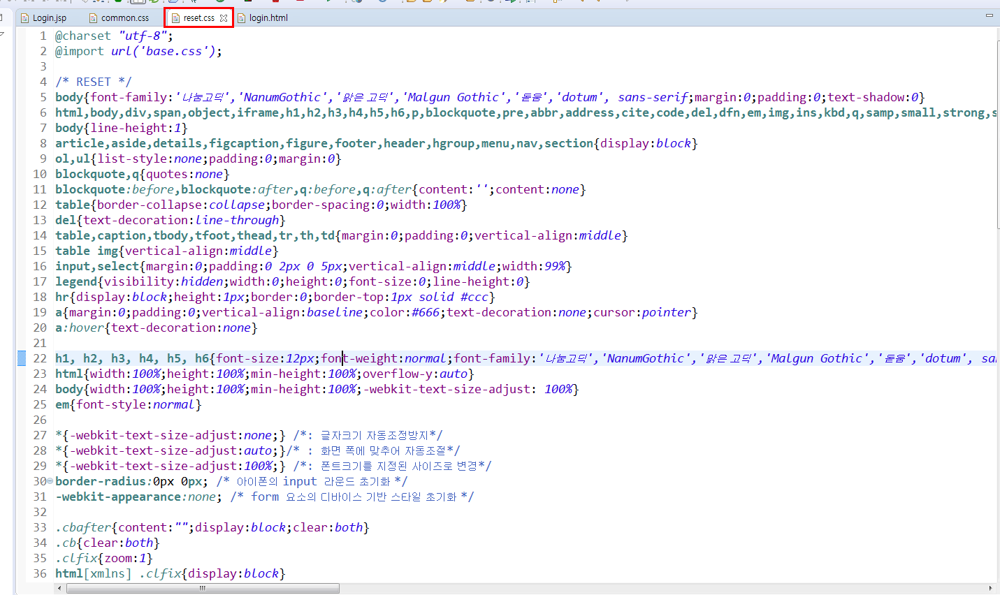 Login.jsp common.css reset.css login.html
1 @charset "utf-8";
2 @import url('base.css');
3
4 /* RESET */
5 body{font-family:'나눔고딕','NanumGothic','맑은 고딕','Malgun Gothic','돋움','dotum', sans-serif;margin:0;padding:0;text-shadow:0}
6 html,body,div,span,object,iframe,h1,h2,h3,h4,h5,h6,p,blockquote,pre,abbr,address,cite,code,del,dfn,em,img,ins,kbd,q,samp,small,strong,s
7 body{line-height:1}
8 article,aside,details,figcaption,figure,footer,header,hgroup,menu,nav,section{display:block}
9 ol,ul{list-style:none;padding:0;margin:0}
10 blockquote,q{quotes:none}
11 blockquote:before,blockquote:after,q:before,q:after{content:'';content:none}
12 table{border-collapse:collapse;border-spacing:0;width:100%}
13 del{text-decoration:line-through}
14 table,caption,tbody,tfoot,thead,tr,th,td{margin:0;padding:0;vertical-align:middle}
15 table img{vertical-align:middle}
16 input,select{margin:0;padding:0 2px 0 5px;vertical-align:middle;width:99%}
17 legend{visibility:hidden;width:0;height:0;font-size:0;line-height:0}
18 hr{display:block;height:1px;border:0;border-top:1px solid #ccc}
19 a{margin:0;padding:0;vertical-align:baseline;color:#666;text-decoration:none;cursor:pointer}
20 a:hover{text-decoration:none}
21
22 h1, h2, h3, h4, h5, h6{font-size:12px;font-weight:normal;font-family:'나눔고딕','NanumGothic','맑은 고딕','Malgun Gothic','돋움','dotum', san
23 html{width:100%;height:100%;min-height:100%;overflow-y:auto}
24 body{width:100%;height:100%;min-height:100%;-webkit-text-size-adjust: 100%}
25 em{font-style:normal}
26
27 *{-webkit-text-size-adjust:none;} /*: 글자크기 자동조정방지*/
28 *{-webkit-text-size-adjust:auto;}/* : 화면 폭에 맞추어 자동조절*/
29 *{-webkit-text-size-adjust:100%;} /*: 폰트크기를 지정된 사이즈로 변경*/
30 border-radius:0px 0px; /* 아이폰의 input 라운드 초기화 */
31 -webkit-appearance:none; /* form 요소의 디바이스 기반 스타일 초기화 */
32
33 .cbafter{content:"";display:block;clear:both}
34 .cb{clear:both}
35 .clfix{zoom:1}
36 html[xmlns] .clfix{display:block}